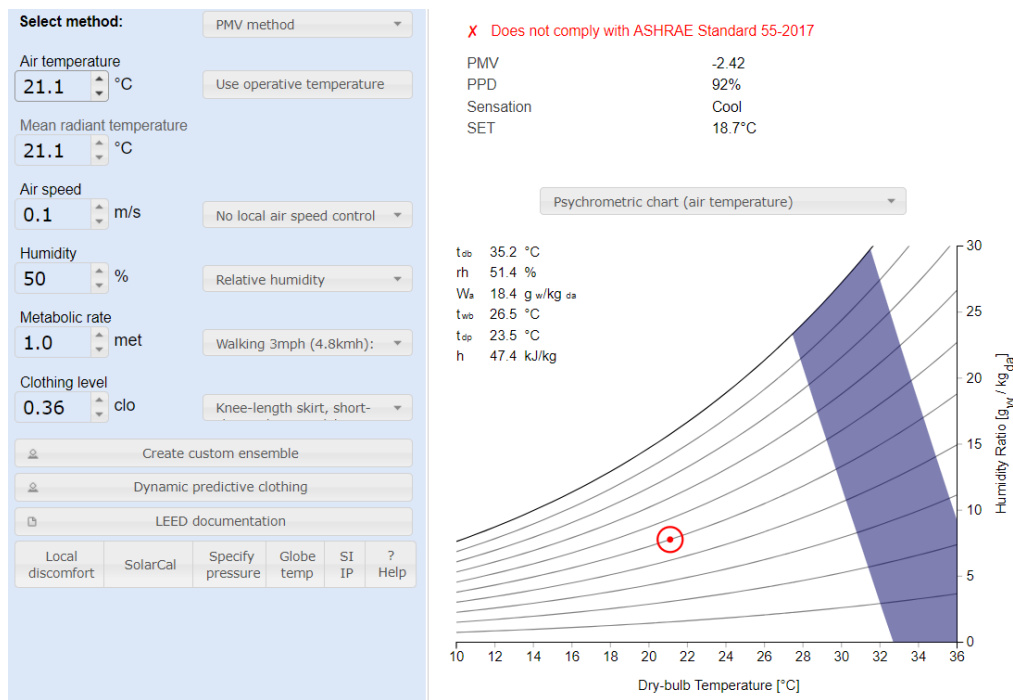 Select method:
PMV method
Air temperature
21.1 °C
Use operative temperature
Mean radiant temperature
21.1 °C
Air speed
0.1 m/s
No local air speed control
Humidity
50 %
Relative humidity
Metabolic rate
1.0 met
Walking 3mph (4.8kmh):
Clothing level
0.36 clo
Knee-length skirt, short-
Create custom ensemble
Dynamic predictive clothing
LEED documentation
Local discomfort
SolarCal
Specify pressure
Globe temp
SI IP
? Help
✗ Does not comply with ASHRAE Standard 55-2017
PMV -2.42
PPD 92%
Sensation Cool
SET 18.7°C
Psychrometric chart (air temperature)
tdb 35.2 °C
rh 51.4 %
Wa 18.4 g w/kg da
twb 26.5 °C
tdp 23.5 °C
h 47.4 kJ/kg
30
25
20
15
10
5
0
Humidity Ratio [gw / kgda]
10 12 14 16 18 20 22 24 26 28 30 32 34 36
Dry-bulb Temperature [°C]